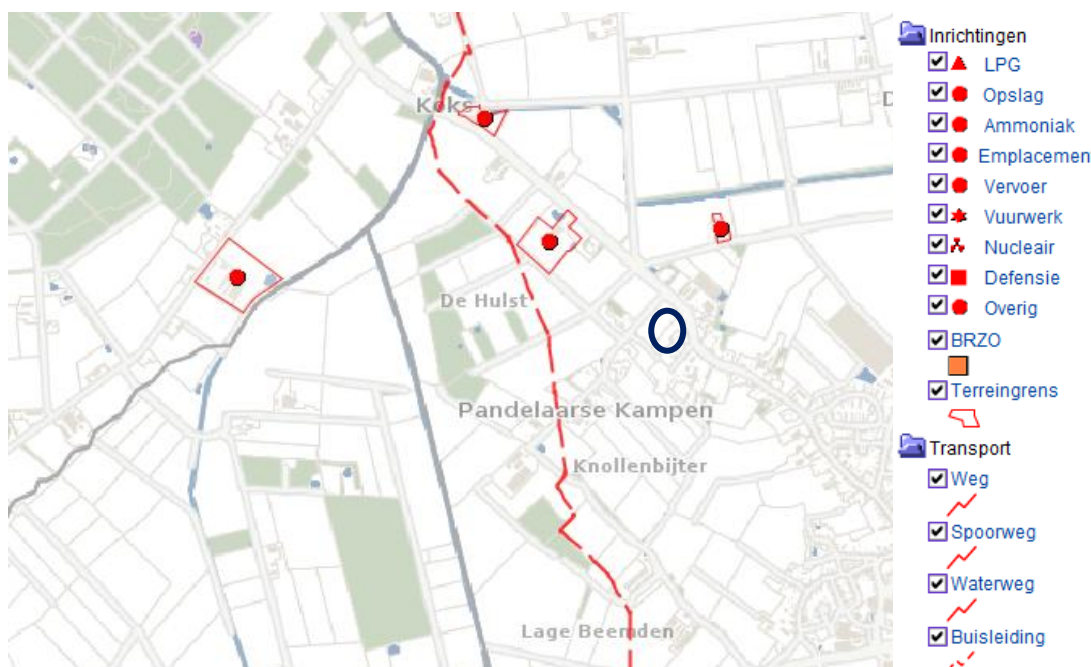 Koks
De Hulst
Pandelaarse Kampen
Knollenbijter
Lage Beemden
D
Inrichtingen
LPG
Opslag
Ammoniak
Emplacemen
Vervoer
Vuurwerk
Nucleair
Defensie
Overig
BRZO
Terreingrens
Transport
Weg
Spoorweg
Waterweg
Buisleiding